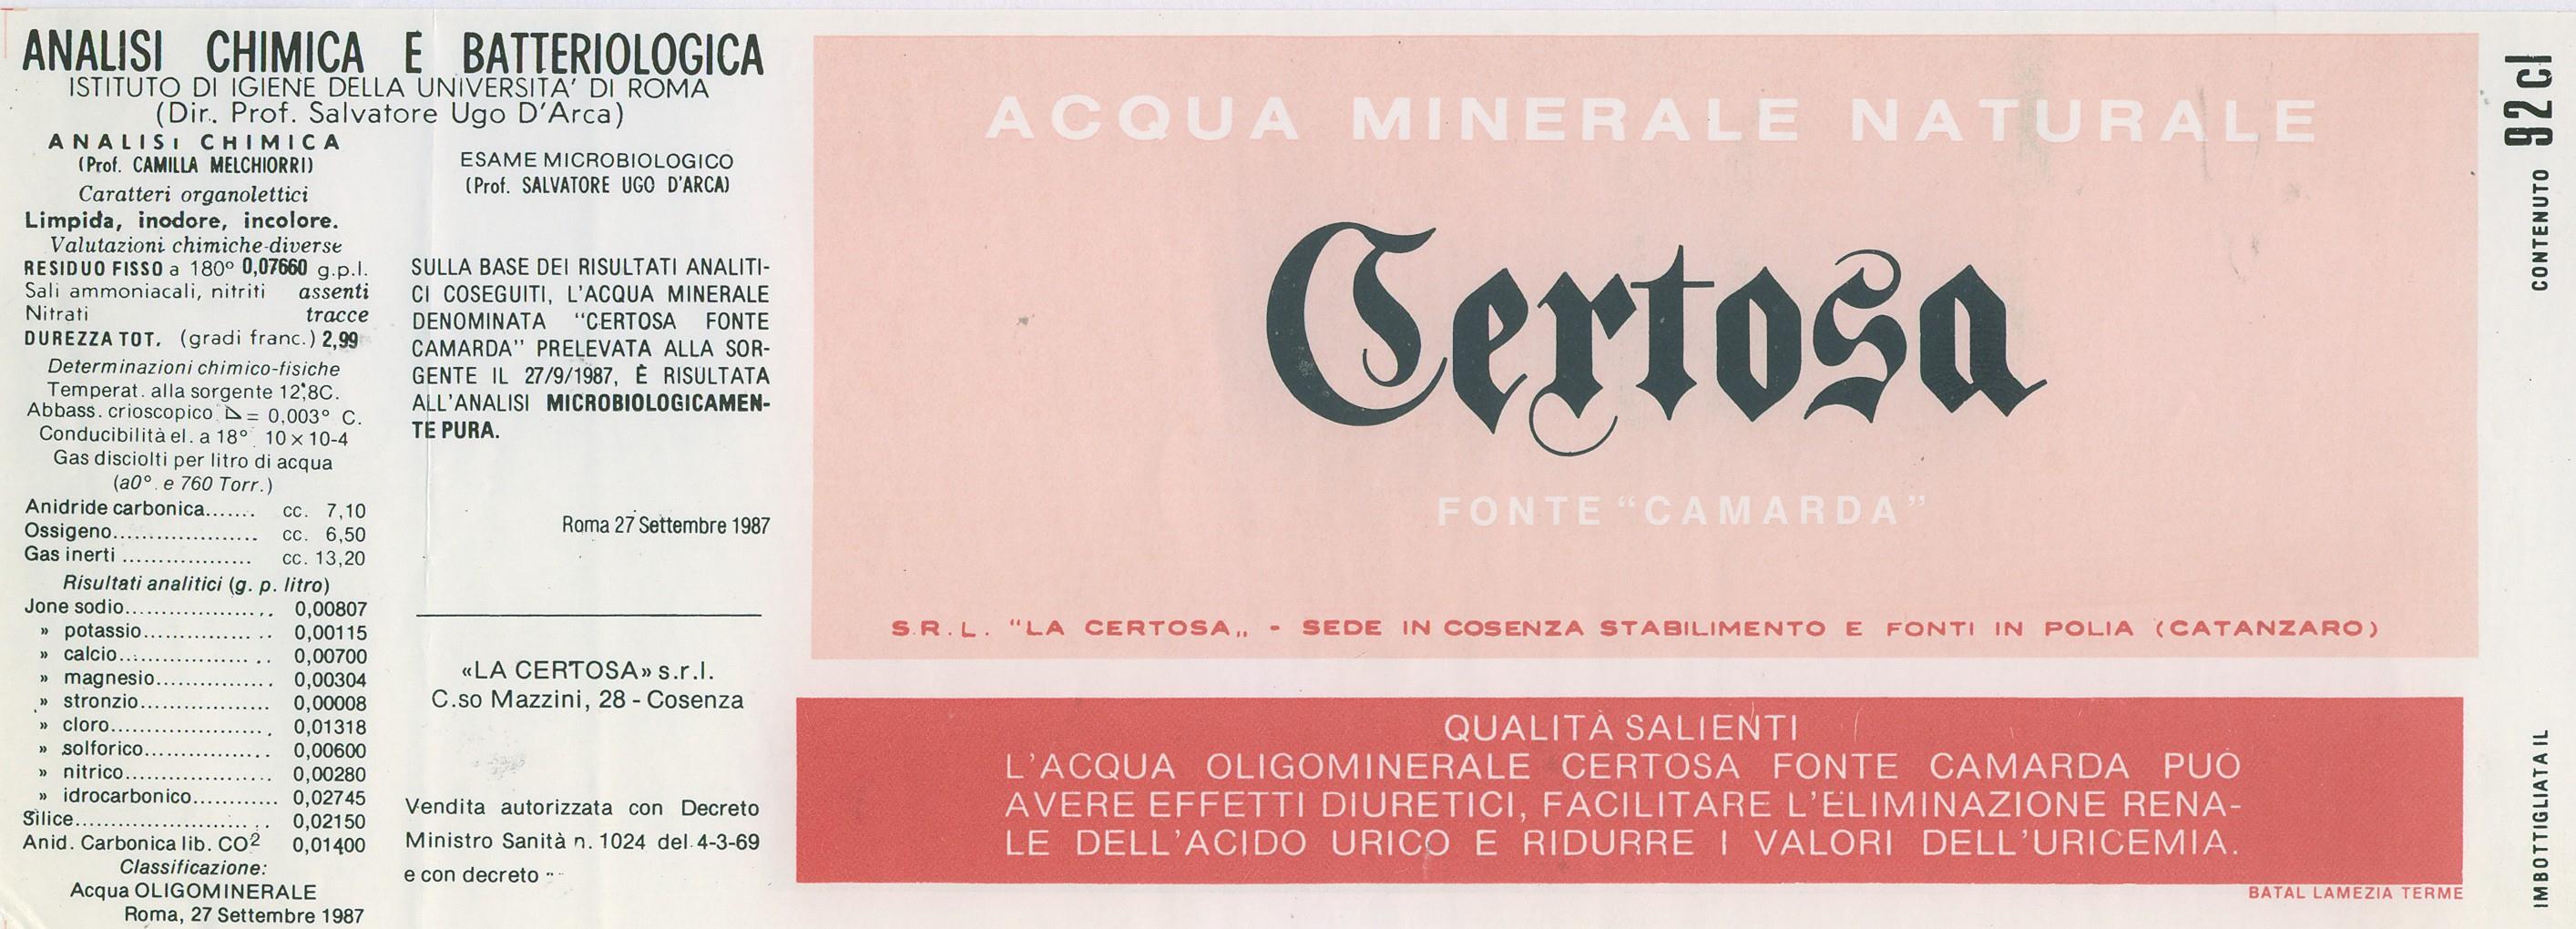 ANALISI CHIMICA E BATTERIOLOGICA
ISTITUTO DI IGIENE DELLA UNIVERSITA' DI ROMA
(Dir. Prof. Salvatore Ugo D'Arca)
ANALISI CHIMICA
(Prof. CAMILLA MELCHIORRI)
Caratteri organolettici
Limpida, inodore, incolore.
Valutazioni chimiche-diverse
RESIDUO FISSO a 180° 0,07660 g.p.l.
Sali ammoniacali, nitriti assenti
Nitrati tracce
DUREZZA TOT. (gradi franc.) 2,99
Determinazioni chimico-fisiche
Temperat. alla sorgente 12,°8C.
Abbass. crioscopico ⊿= 0,003° C.
Conducibilità el. a 18° 10 x 10-4
Gas disciolti per litro di acqua
(a0°. e 760 Torr.)
Anidride carbonica....... cc. 7,10
Ossigeno.................... cc. 6,50
Gas inerti .................. cc. 13,20
Risultati analitici (g. p. litro)
Jone sodio..................... 0,00807
» potassio.................. 0,00115
» calcio..................... 0,00700
» magnesio................ 0,00304
» stronzio.................. 0,00008
» cloro....................... 0,01318
» solforico................. 0,00600
» nitrico..................... 0,00280
» idrocarbonico............ 0,02745
Silice........................... 0,02150
Anid. Carbonica lib. CO2 0,01400
Classificazione:
Acqua OLIGOMINERALE
Roma, 27 Settembre 1987
ESAME MICROBIOLOGICO
(Prof. SALVATORE UGO D'ARCA)
SULLA BASE DEI RISULTATI ANALITI-
CI COSEGUITI, L'ACQUA MINERALE
DENOMINATA "CERTOSA FONTE
CAMARDA" PRELEVATA ALLA SOR-
GENTE IL 27/9/1987, È RISULTATA
ALL'ANALISI MICROBIOLOGICAMEN-
TE PURA.
Roma 27 Settembre 1987
«LA CERTOSA» s.r.l.
C.so Mazzini, 28 - Cosenza
Vendita autorizzata con Decreto
Ministro Sanità n. 1024 del 4-3-69
e con decreto
ACQUA MINERALE NATURALE
Certosa
FONTE "CAMARDA"
S.R.L. "LA CERTOSA„ - SEDE IN COSENZA STABILIMENTO E FONTI IN POLIA (CATANZARO)
QUALITÀ SALIENTI
L'ACQUA OLIGOMINERALE CERTOSA FONTE CAMARDA PUÒ
AVERE EFFETTI DIURETICI, FACILITARE L'ELIMINAZIONE RENA-
LE DELL'ACIDO URICO E RIDURRE I VALORI DELL'URICEMIA.
BATAL LAMEZIA TERME
CONTENUTO 92 cl
IMBOTTIGLIATA IL